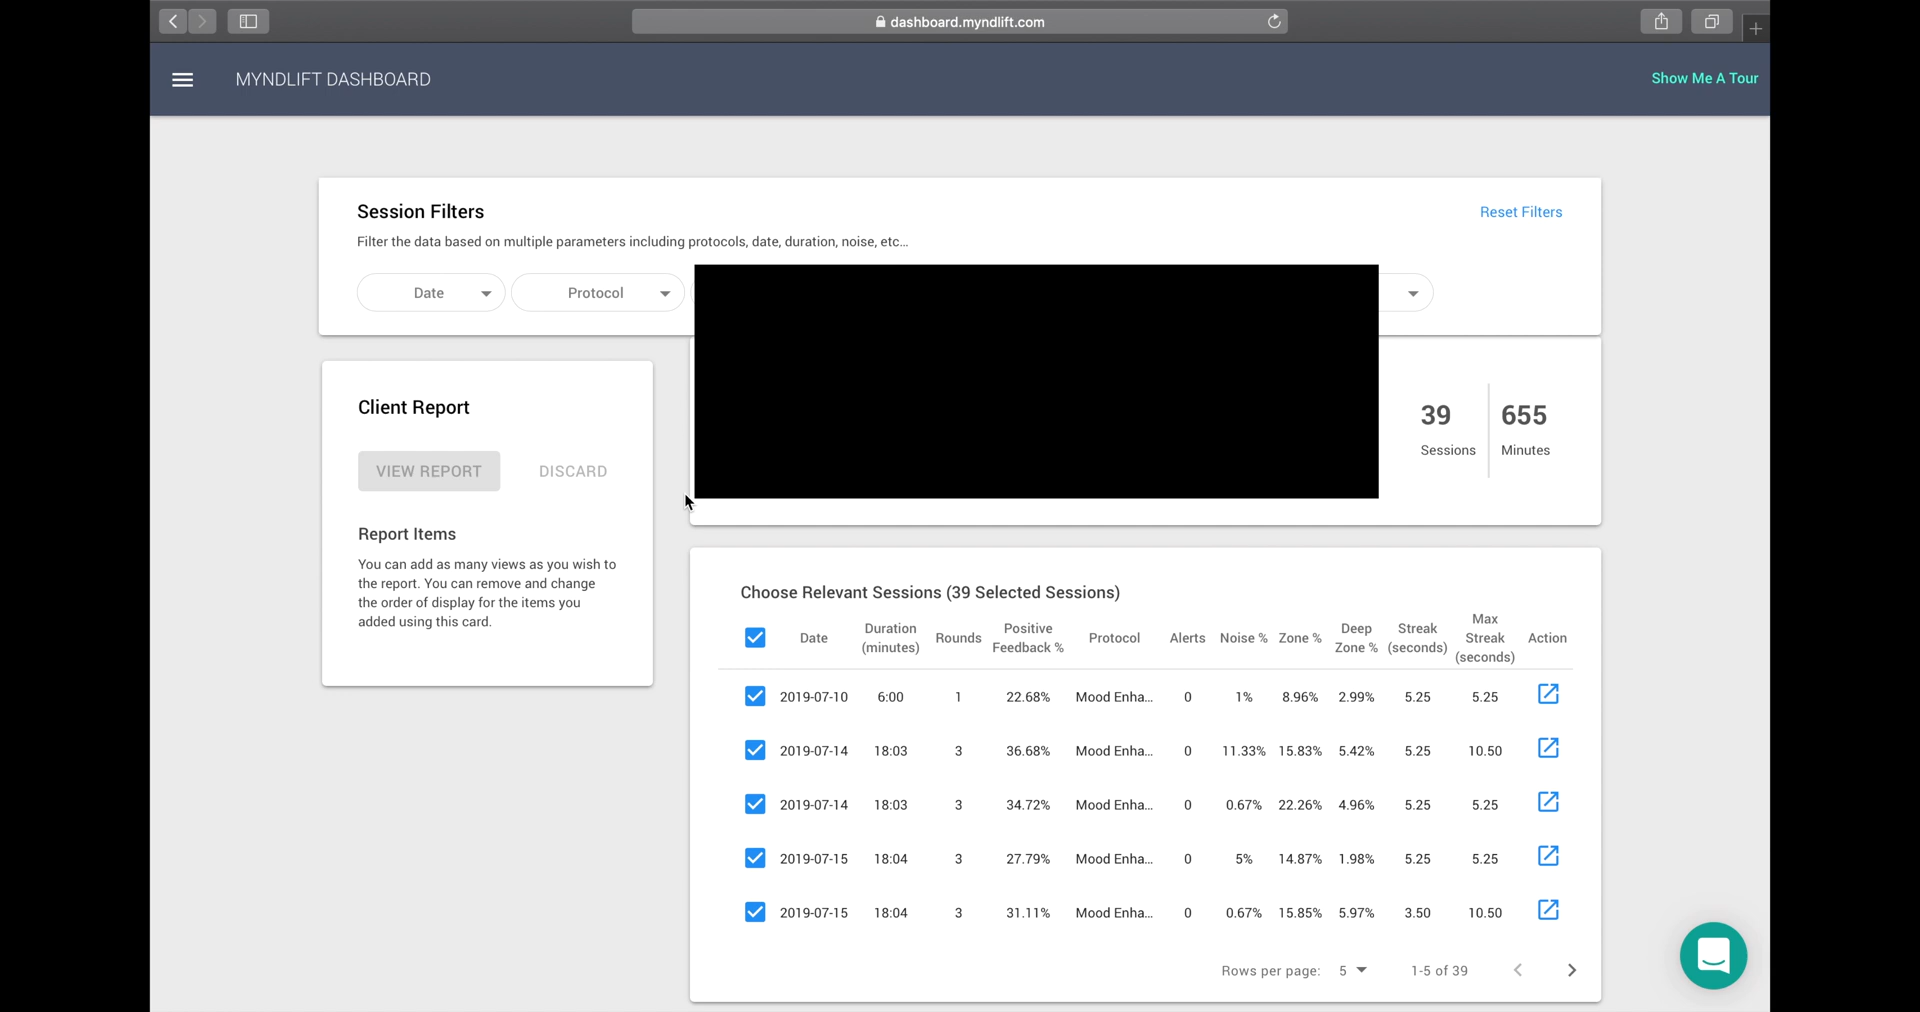 dashboard.myndlift.com
MYNDLIFT DASHBOARD
Show Me A Tour
Session Filters
Reset Filters
Filter the data based on multiple parameters including protocols, date, duration, noise, etc...
Date
Protocol
Client Report
VIEW REPORT
DISCARD
Report Items
You can add as many views as you wish to
the report. You can remove and change
the order of display for the items you
added using this card.
39
655
Sessions
Minutes
Choose Relevant Sessions (39 Selected Sessions)
Date Duration (minutes) Rounds Positive Feedback % Protocol Alerts Noise % Zone % Deep Zone % Streak (seconds) Max Streak (seconds) Action
2019-07-10 6:00 1 22.68% Mood Enha... 0 1% 8.96% 2.99% 5.25 5.25
2019-07-14 18:03 3 36.68% Mood Enha... 0 11.33% 15.83% 5.42% 5.25 10.50
2019-07-14 18:03 3 34.72% Mood Enha... 0 0.67% 22.26% 4.96% 5.25 5.25
2019-07-15 18:04 3 27.79% Mood Enha... 0 5% 14.87% 1.98% 5.25 5.25
2019-07-15 18:04 3 31.11% Mood Enha... 0 0.67% 15.85% 5.97% 3.50 10.50
Rows per page: 5 1-5 of 39